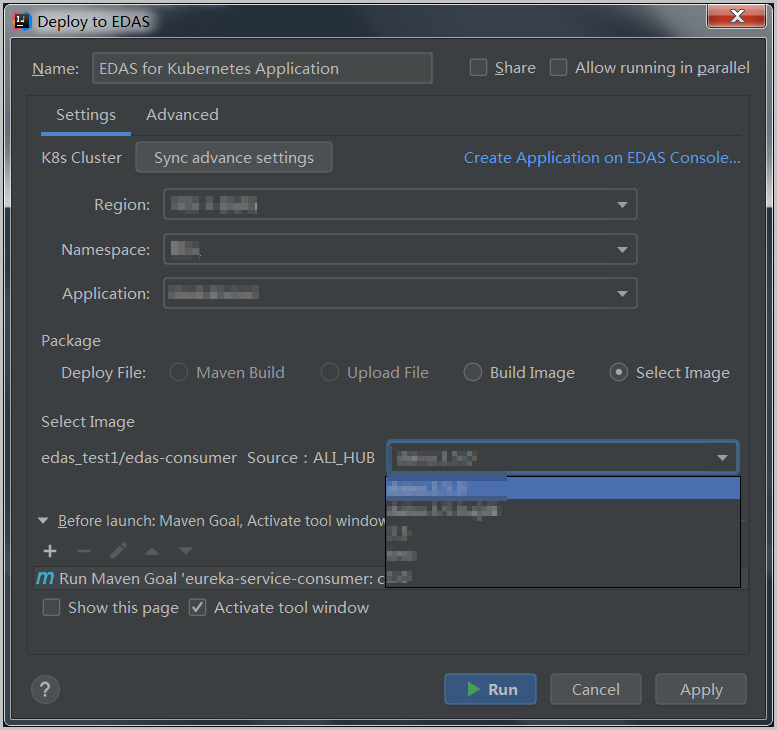 Deploy to EDAS
Name: EDAS for Kubernetes Application Share Allow running in parallel
Settings Advanced
K8s Cluster Sync advance settings Create Application on EDAS Console...
Region:
Namespace:
Application:
Package
Deploy File: Maven Build Upload File Build Image Select Image
Select Image
edas_test1/edas-consumer Source : ALI_HUB
Before launch: Maven Goal, Activate tool window
Run Maven Goal 'eureka-service-consumer: c
Show this page Activate tool window
? Run Cancel Apply